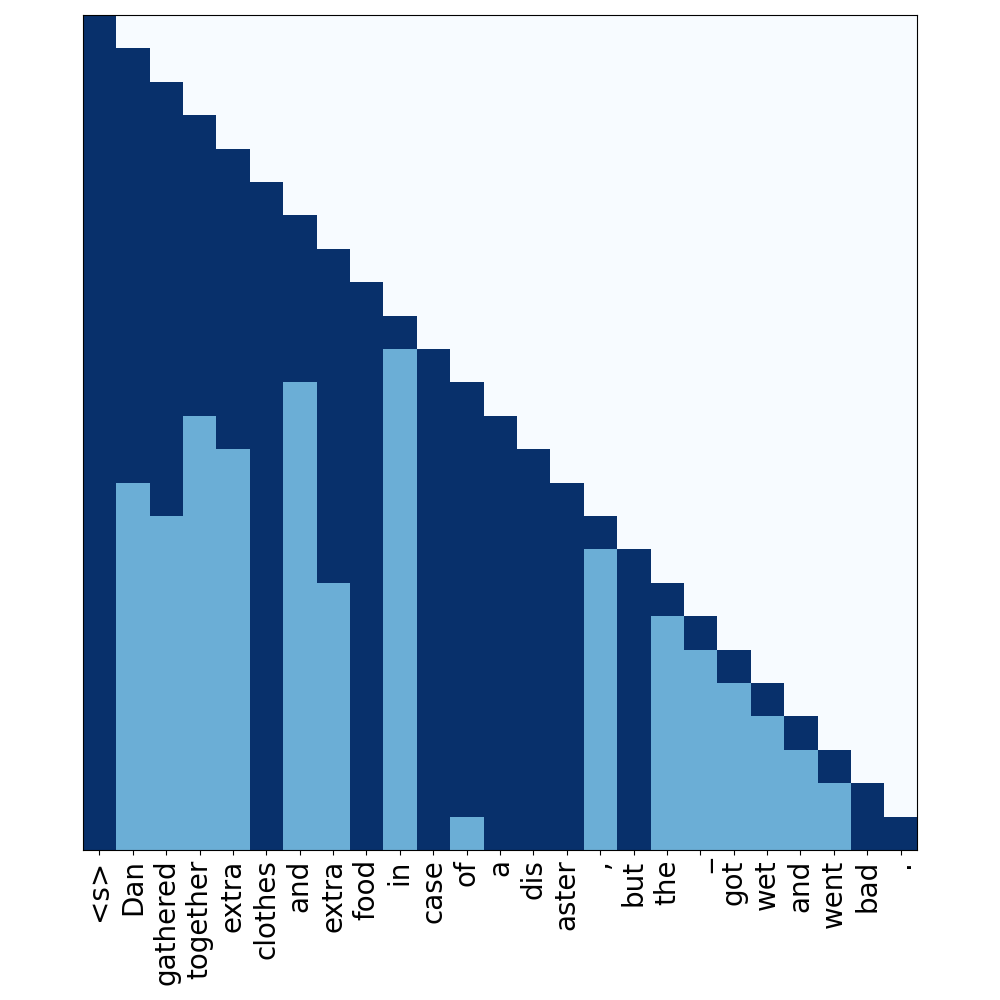 <s>
Dan
gathered
together
extra
clothes
and
extra
food
in
case
of
a
dis
aster
,
but
the
_
got
wet
and
went
bad
.